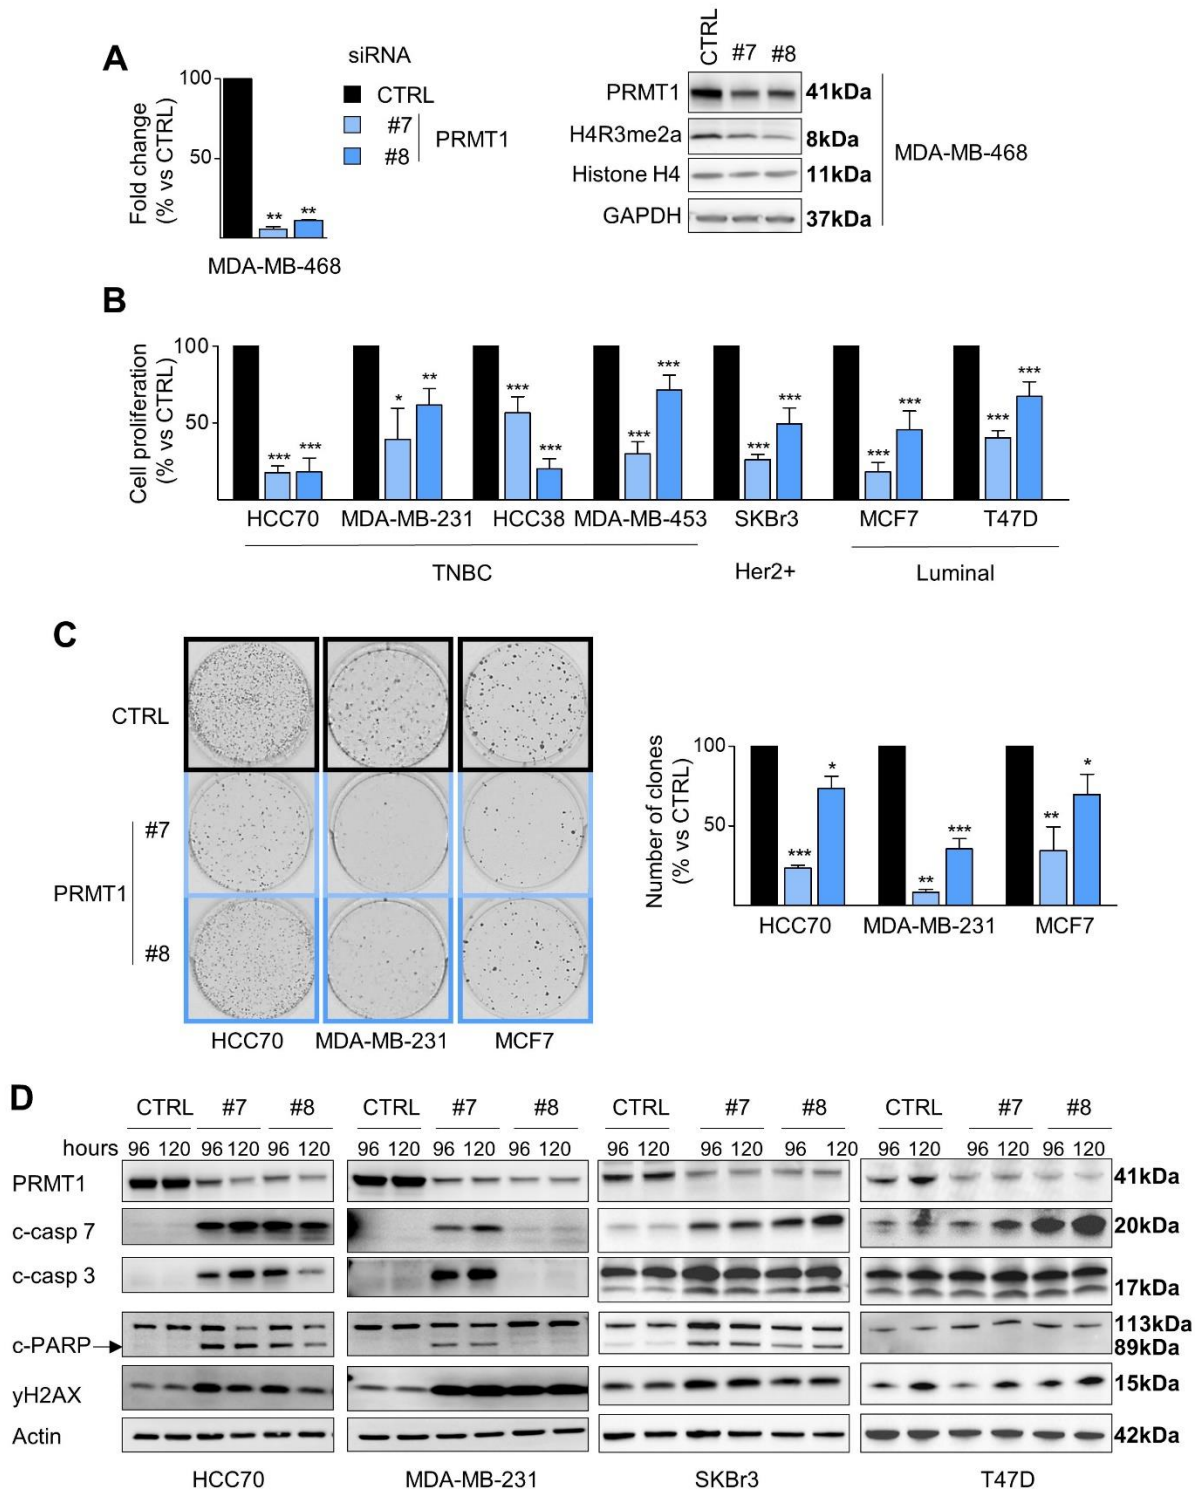 A
siRNA
CTRL
#7
#8
PRMT1
100
50
Fold change
(% vs CTRL)
** **
MDA-MB-468
CTRL #7 #8
PRMT1 41kDa
H4R3me2a 8kDa
Histone H4 11kDa
GAPDH 37kDa
MDA-MB-468
B
Cell proliferation
(% vs CTRL)
100
50
*** *** * ** *** *** *** *** *** *** *** *** *** ***
HCC70 MDA-MB-231 HCC38 MDA-MB-453 SKBr3 MCF7 T47D
TNBC Her2+ Luminal
C
CTRL
PRMT1
#7
#8
HCC70 MDA-MB-231 MCF7
Number of clones
(% vs CTRL)
100
50
*** * ** *** ** *
HCC70 MDA-MB-231 MCF7
D
CTRL #7 #8 CTRL #7 #8 CTRL #7 #8 CTRL #7 #8
hours 96 120 96 120 96 120 96 120 96 120 96 120 96 120 96 120 96 120 96 120 96 120 96 120
PRMT1 41kDa
c-casp 7 20kDa
c-casp 3 17kDa
113kDa
c-PARP 89kDa
yH2AX 15kDa
Actin 42kDa
HCC70 MDA-MB-231 SKBr3 T47D